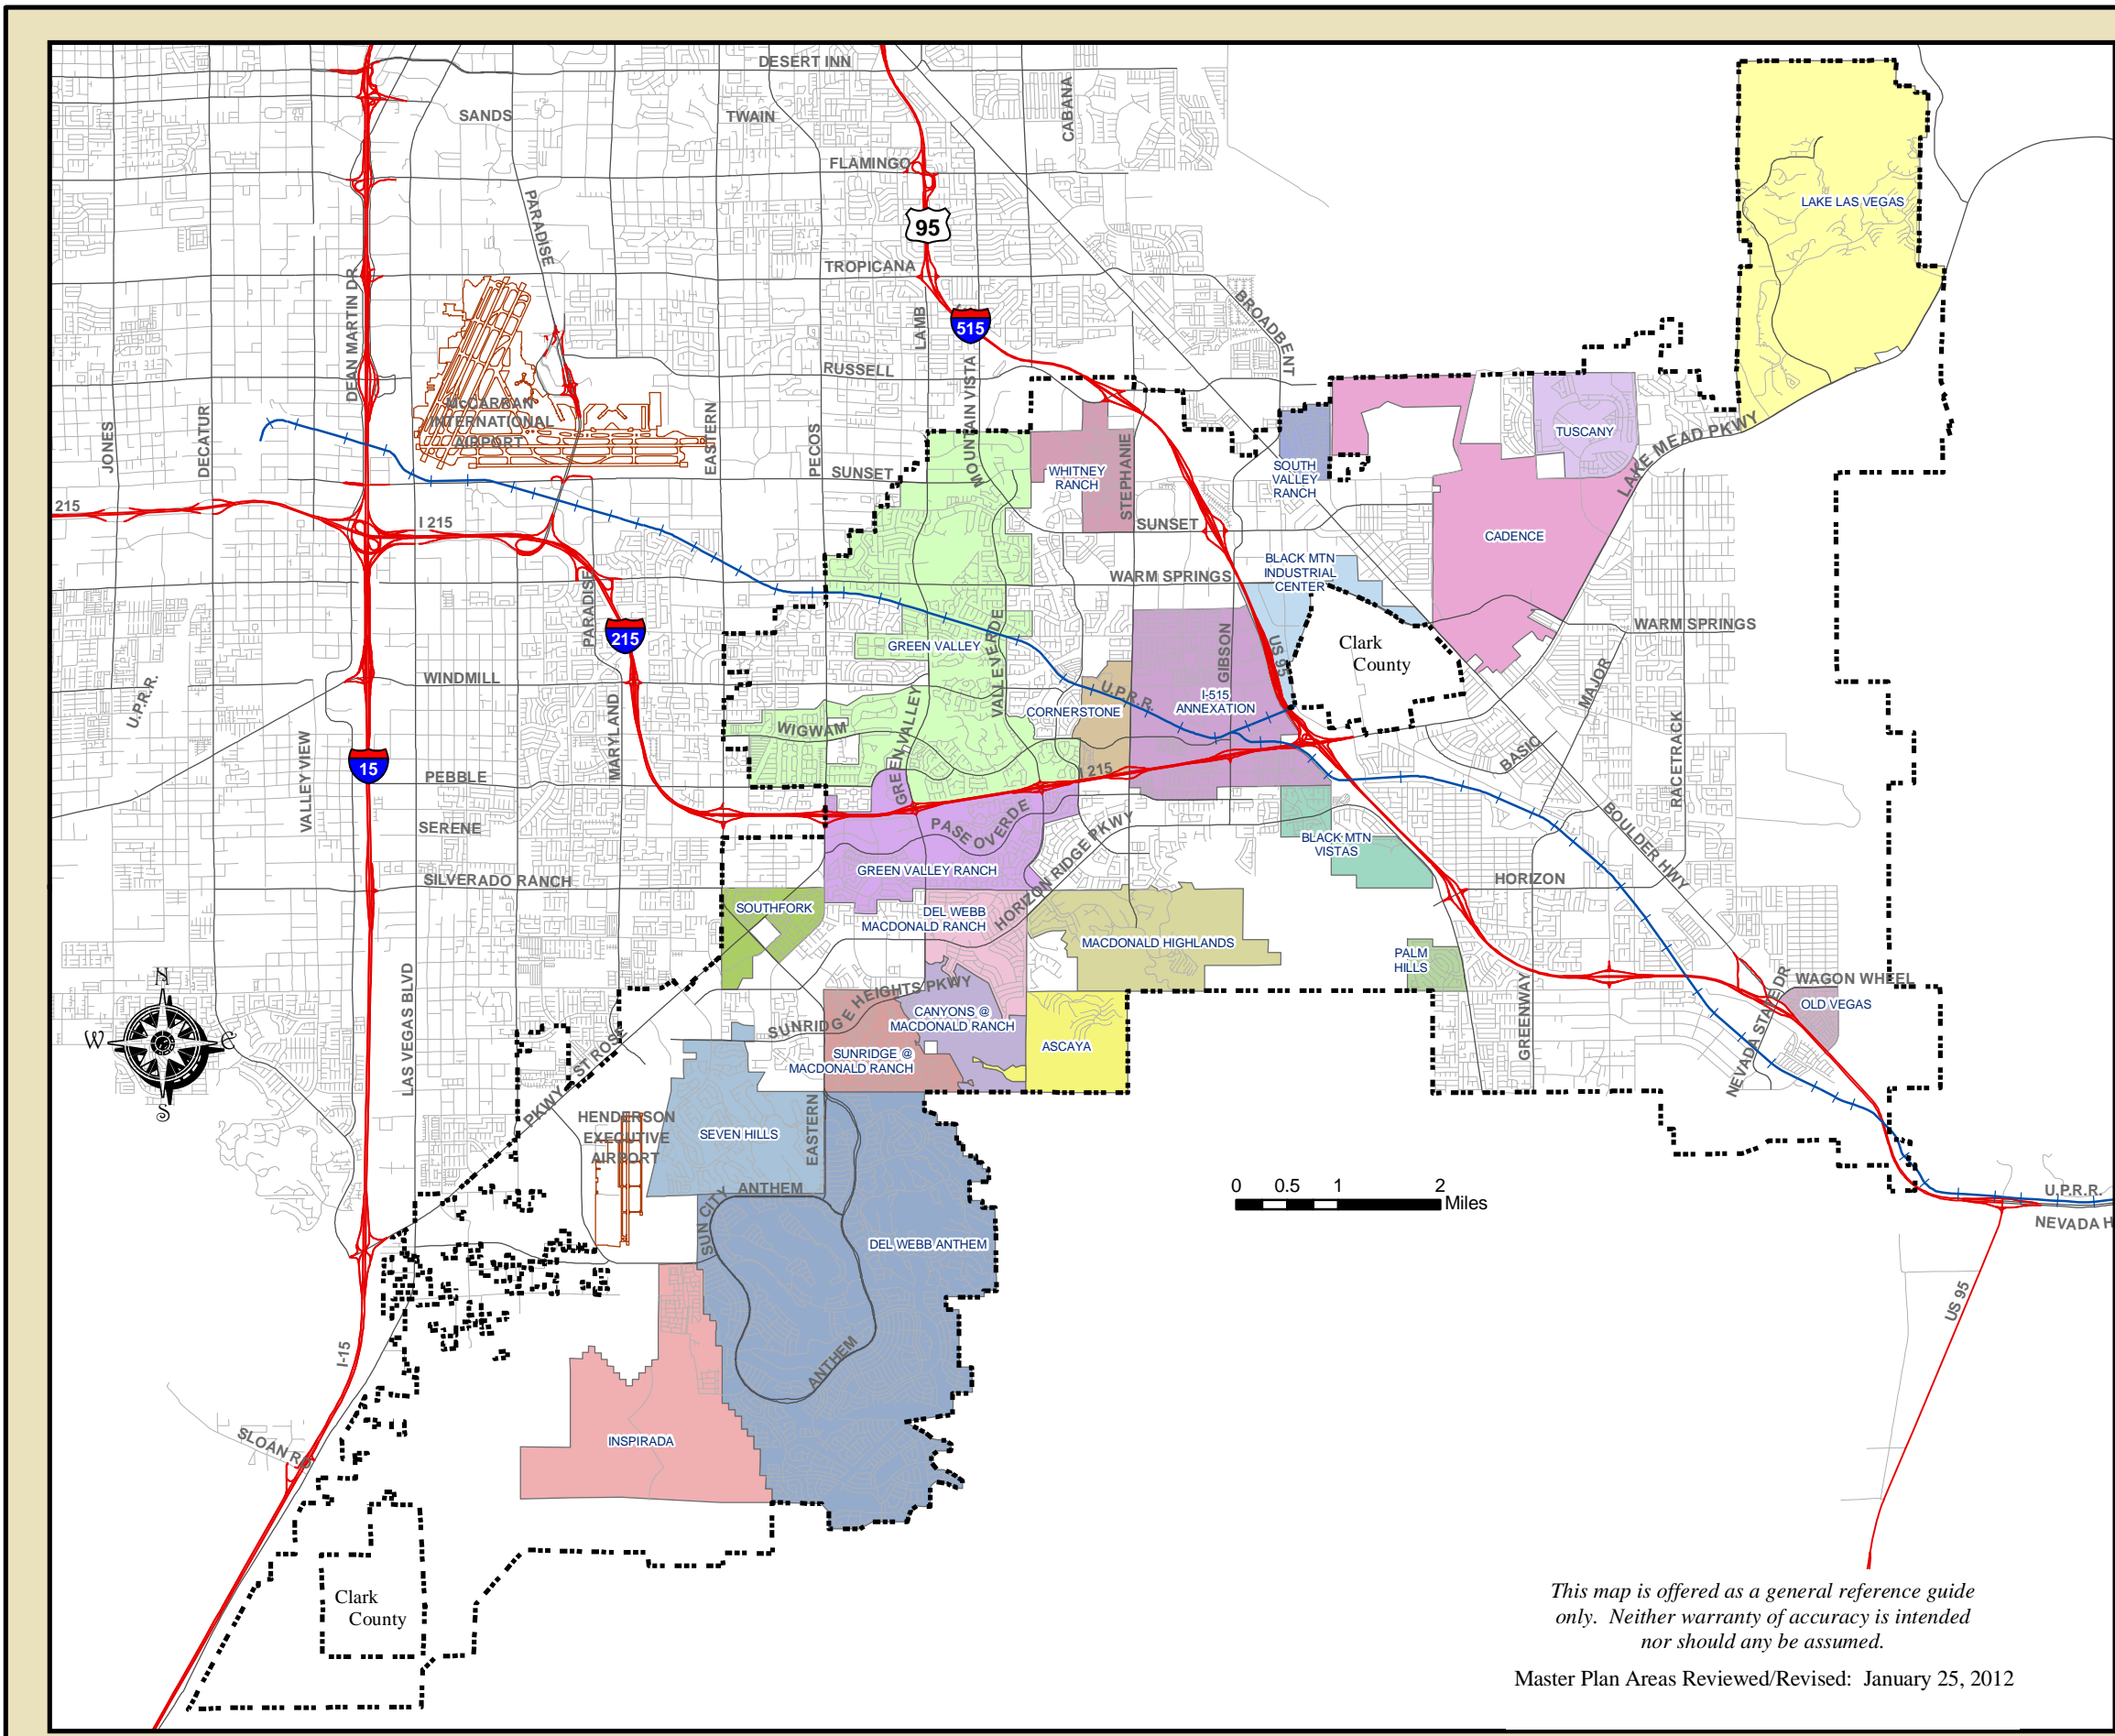 DESERT INN
SANDS
TWAIN
CABANA
FLAMINGO
PARADISE
LAKE LAS VEGAS
95
TROPICANA
DEAN MARTIN DR
BROADBENT
LAMB
515
MOUNTAIN VISTA
RUSSELL
McCARRAN
INTERNATIONAL
AIRPORT
JONES
DECATUR
EASTERN
PECOS
SUNSET
WHITNEY
RANCH
STEPHANIE
SOUTH
VALLEY
RANCH
TUSCANY
LAKE MEAD PKWY
215
I 215
SUNSET
CADENCE
BLACK MTN
INDUSTRIAL
CENTER
WARM SPRINGS
PARADISE
215
GREEN VALLEY
VALLE VERDE
GIBSON
US 95
Clark
County
WARM SPRINGS
WINDMILL
U.P.R.R.
MAJOR
U.P.R.R.
I-515
ANNEXATION
CORNERSTONE
MARYLAND
WIGWAM
GREEN VALLEY
VALLEY VIEW
15
PEBBLE
I 215
BASIC
RACETRACK
BOULDER HWY
SERENE
PASEO VERDE
HORIZON RIDGE PKWY
BLACK MTN
VISTAS
GREEN VALLEY RANCH
SILVERADO RANCH
HORIZON
SOUTHFORK
DEL WEBB
MACDONALD RANCH
MACDONALD HIGHLANDS
PALM
HILLS
WAGON WHEEL
OLD VEGAS
NEVADA STATE DR
GREENWAY
LAS VEGAS BLVD
N
W
E
S
SUNRIDGE HEIGHTS PKWY
CANYONS @
MACDONALD RANCH
ASCAYA
SUNRIDGE @
MACDONALD RANCH
PKWY
ST ROSE
HENDERSON
EXECUTIVE
AIRPORT
SEVEN HILLS
EASTERN
ANTHEM
SUN CITY
DEL WEBB ANTHEM
0 0.5 1 2
Miles
U.P.R.R.
NEVADA H
US 95
I-15
ANTHEM
SLOAN RD
INSPIRADA
Clark
County
This map is offered as a general reference guide
only. Neither warranty of accuracy is intended
nor should any be assumed.
Master Plan Areas Reviewed/Revised: January 25, 2012